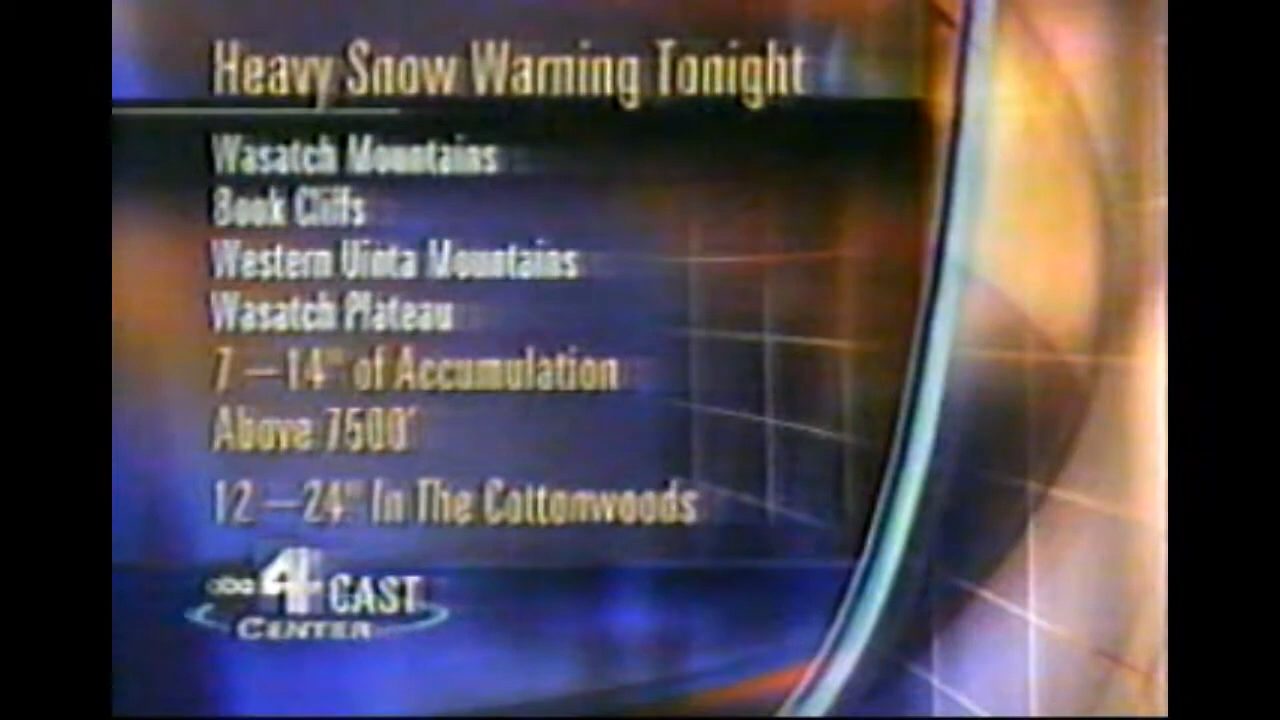 Heavy Snow Warning Tonight
Wasatch Mountains
Book Cliffs
Western Uinta Mountains
Wasatch Plateau
7 –14" of Accumulation
Above 7500'
12 –24" In The Cottonwoods
abc 4 CAST
CENTER